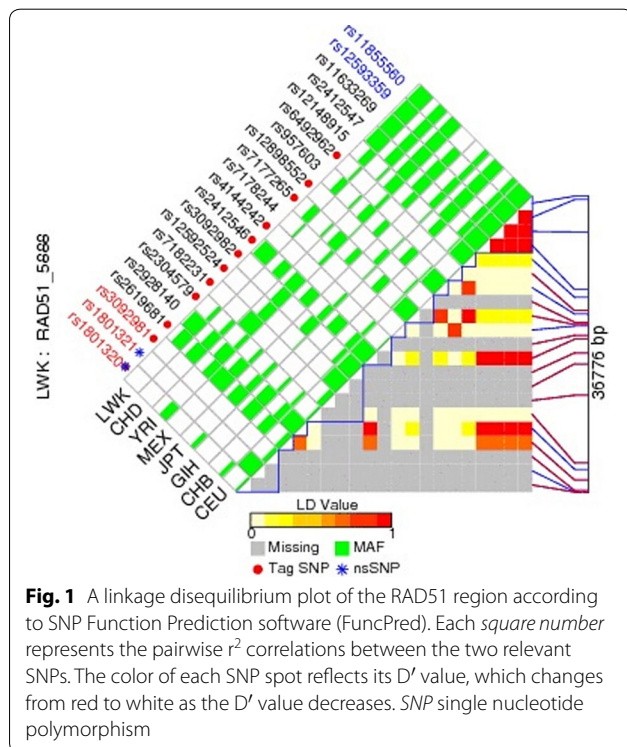 rs11855560
rs12593359
rs11633269
rs2412547
rs12148915
rs6492962
rs957603
rs12898552
rs7177265
rs7178244
rs4144242
rs2412546
rs3092982
rs12592524
rs7182231
rs2304579
rs2928140
rs2619681
rs3092981
rs1801321
rs1801320
LWK : RAD51_5888
LWK
CHD
YRI
MEX
JPT
GIH
CHB
CEU
36776 bp
LD Value
0 1
Missing MAF
Tag SNP nsSNP
Fig. 1 A linkage disequilibrium plot of the RAD51 region according
to SNP Function Prediction software (FuncPred). Each square number
represents the pairwise r² correlations between the two relevant
SNPs. The color of each SNP spot reflects its D′ value, which changes
from red to white as the D′ value decreases. SNP single nucleotide
polymorphism